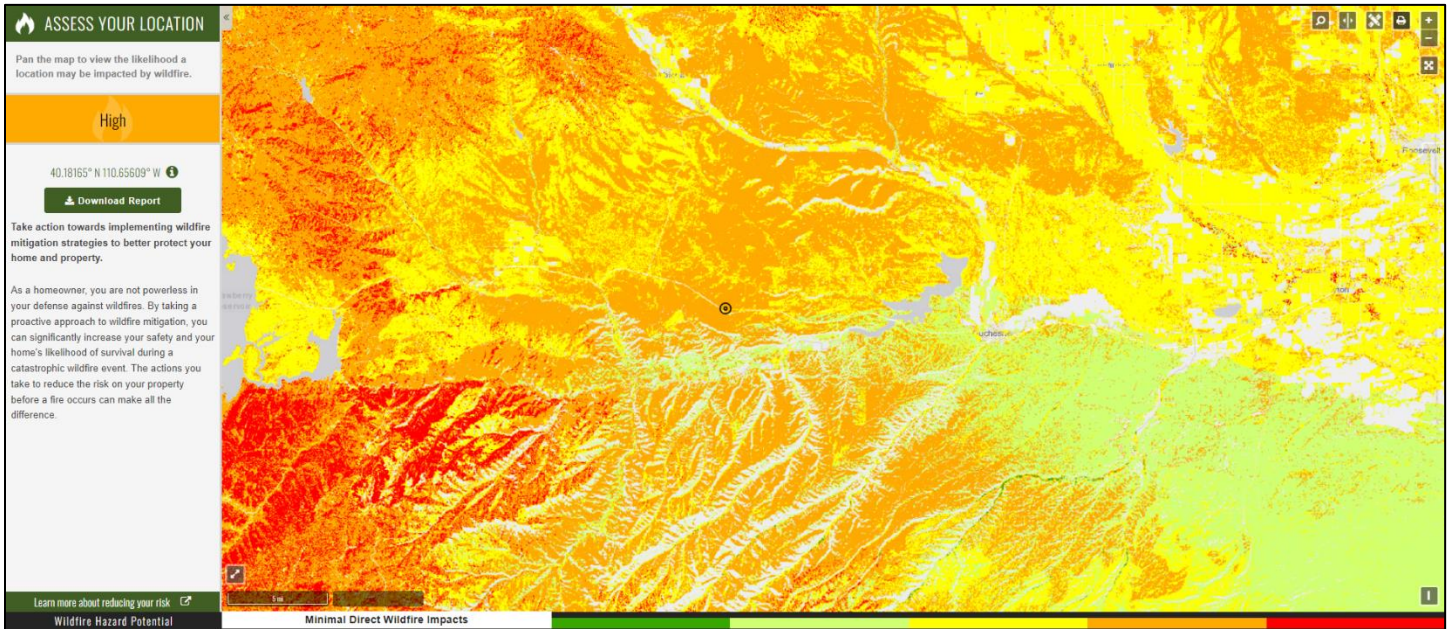 ASSESS YOUR LOCATION
Pan the map to view the likelihood a
location may be impacted by wildfire.
High
40.18165° N 110.65609° W
Download Report
Take action towards implementing wildfire
mitigation strategies to better protect your
home and property.
As a homeowner, you are not powerless in
your defense against wildfires. By taking a
proactive approach to wildfire mitigation, you
can significantly increase your safety and your
home's likelihood of survival during a
catastrophic wildfire event. The actions you
take to reduce the risk on your property
before a fire occurs can make all the
difference.
Learn more about reducing your risk
Wildfire Hazard Potential
Minimal Direct Wildfire Impacts
5 mi
Roosevelt